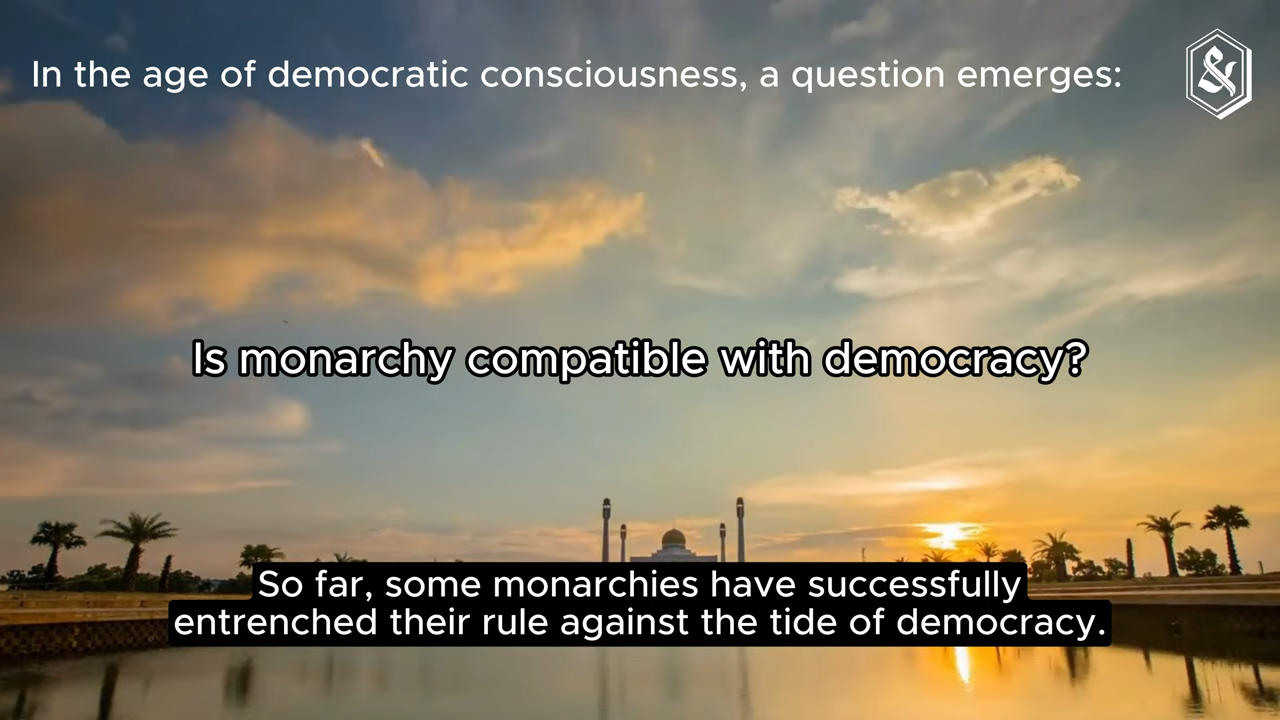 In the age of democratic consciousness, a question emerges:
&
Is monarchy compatible with democracy?
So far, some monarchies have successfully
entrenched their rule against the tide of democracy.